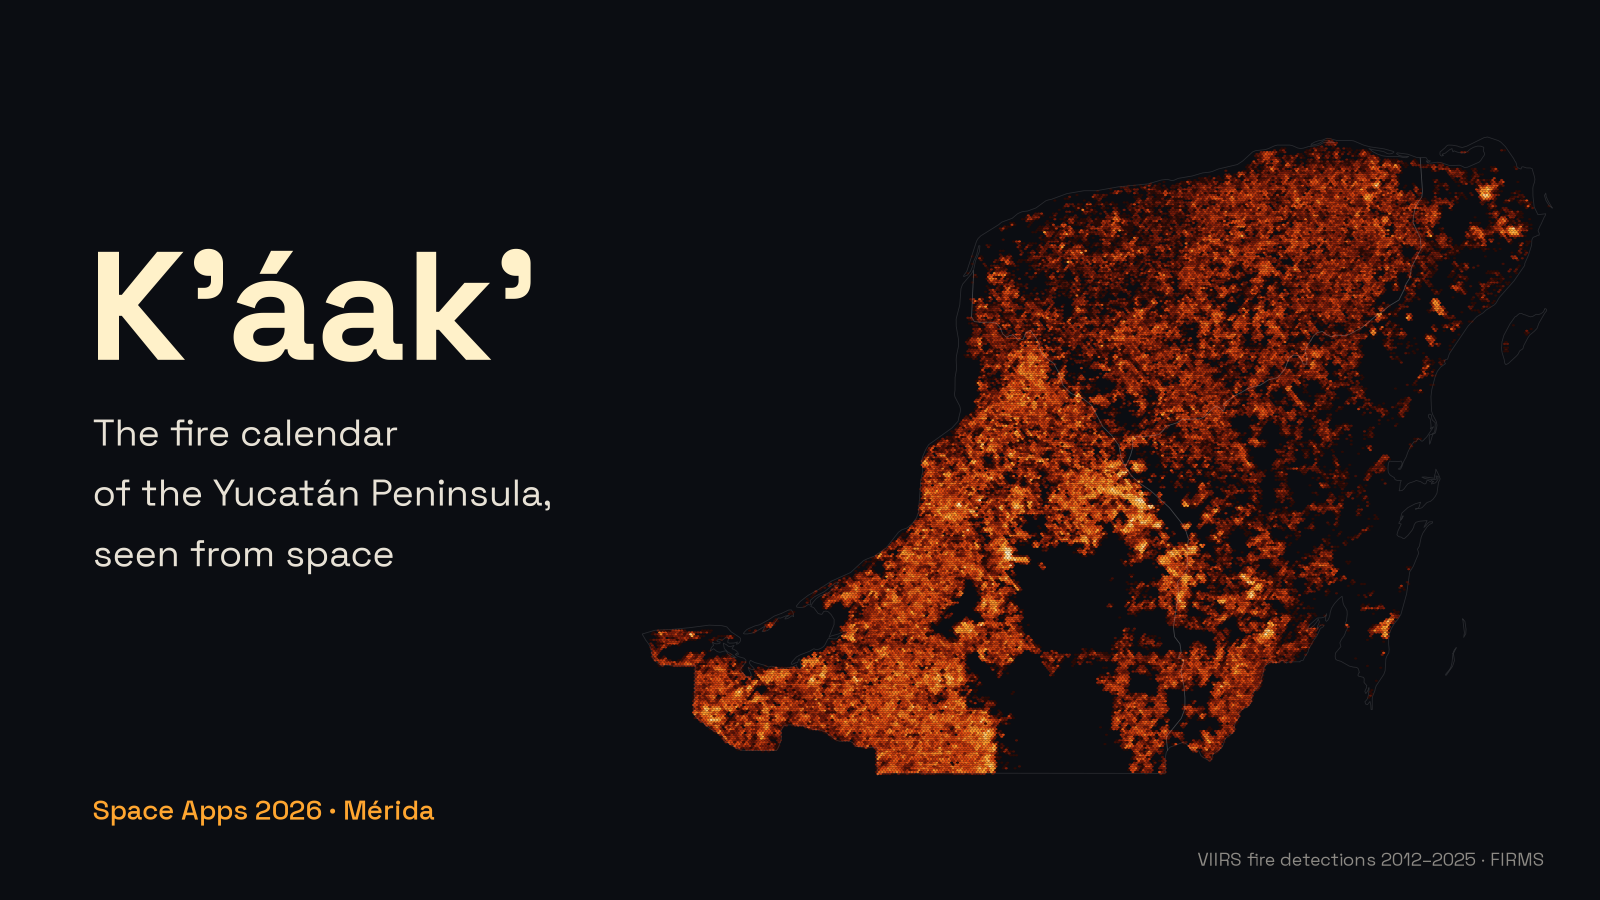 K’áak’
The fire calendar
of the Yucatán Peninsula,
seen from space
Space Apps 2026 · Mérida
VIIRS fire detections 2012–2025 · FIRMS